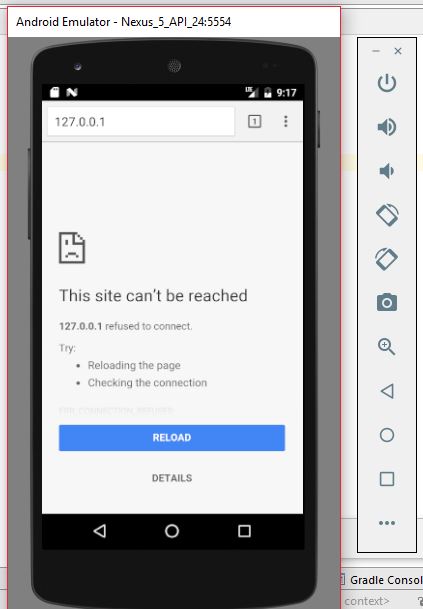 Android Emulator - Nexus_5_API_24:5554
LTE 9:17
127.0.0.1
1
This site can't be reached
127.0.0.1 refused to connect.
Try:
• Reloading the page
• Checking the connection
ERR_CONNECTION_REFUSED
RELOAD
DETAILS
Gradle Consol
context>